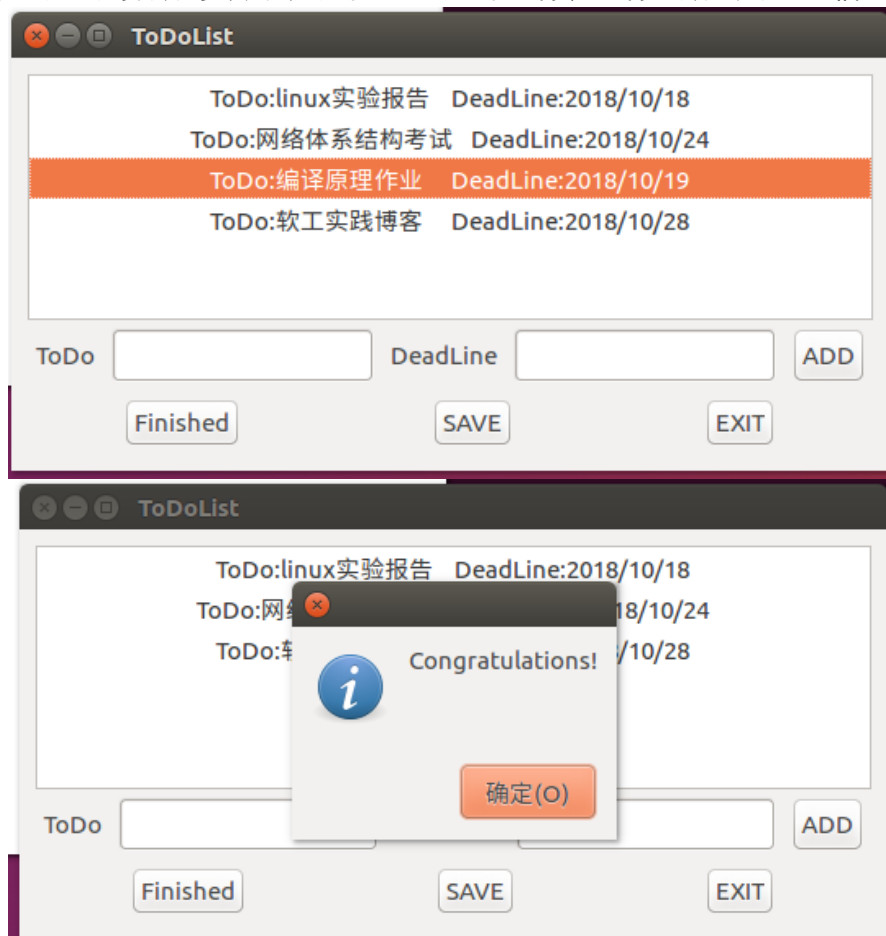 ToDoList
ToDo:linux实验报告 DeadLine:2018/10/18
ToDo:网络体系结构考试 DeadLine:2018/10/24
ToDo:编译原理作业 DeadLine:2018/10/19
ToDo:软工实践博客 DeadLine:2018/10/28
ToDo DeadLine ADD
Finished SAVE EXIT
ToDoList
ToDo:linux实验报告 DeadLine:2018/10/18
ToDo:网 18/10/24
ToDo: /10/28
Congratulations!
确定(O)
ToDo ADD
Finished SAVE EXIT